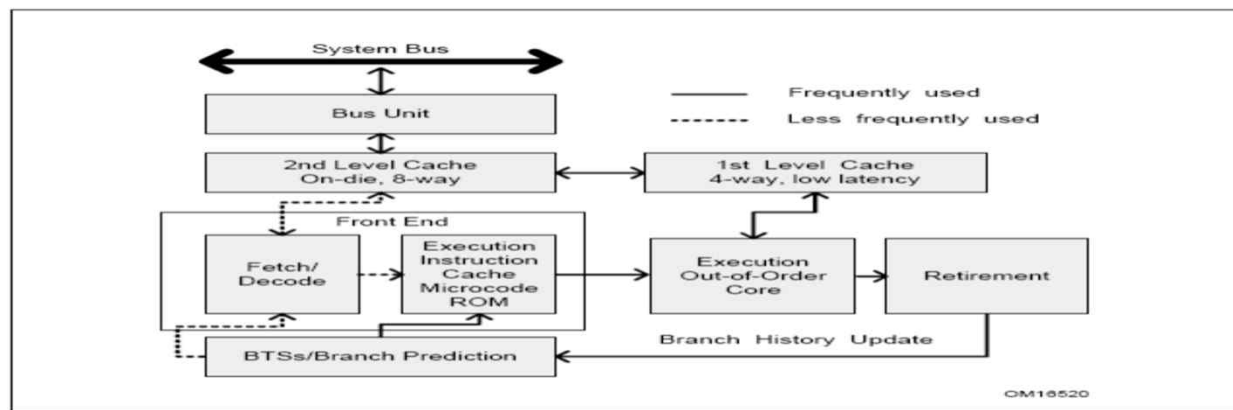 System Bus
Frequently used
Less frequently used
Bus Unit
2nd Level Cache
On-die, 8-way
1st Level Cache
4-way, low latency
Front End
Fetch/
Decode
Execution
Instruction
Cache
Microcode
ROM
Execution
Out-of-Order
Core
Retirement
Branch History Update
BTSs/Branch Prediction
OM16520